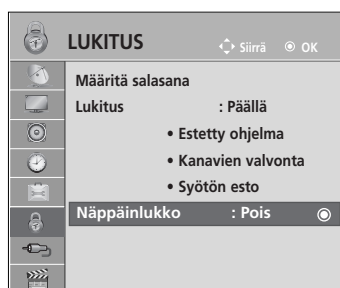 LUKITUS Siirrä OK
Määritä salasana
Lukitus : Päällä
• Estetty ohjelma
• Kanavien valvonta
• Syötön esto
Näppäinlukko : Pois